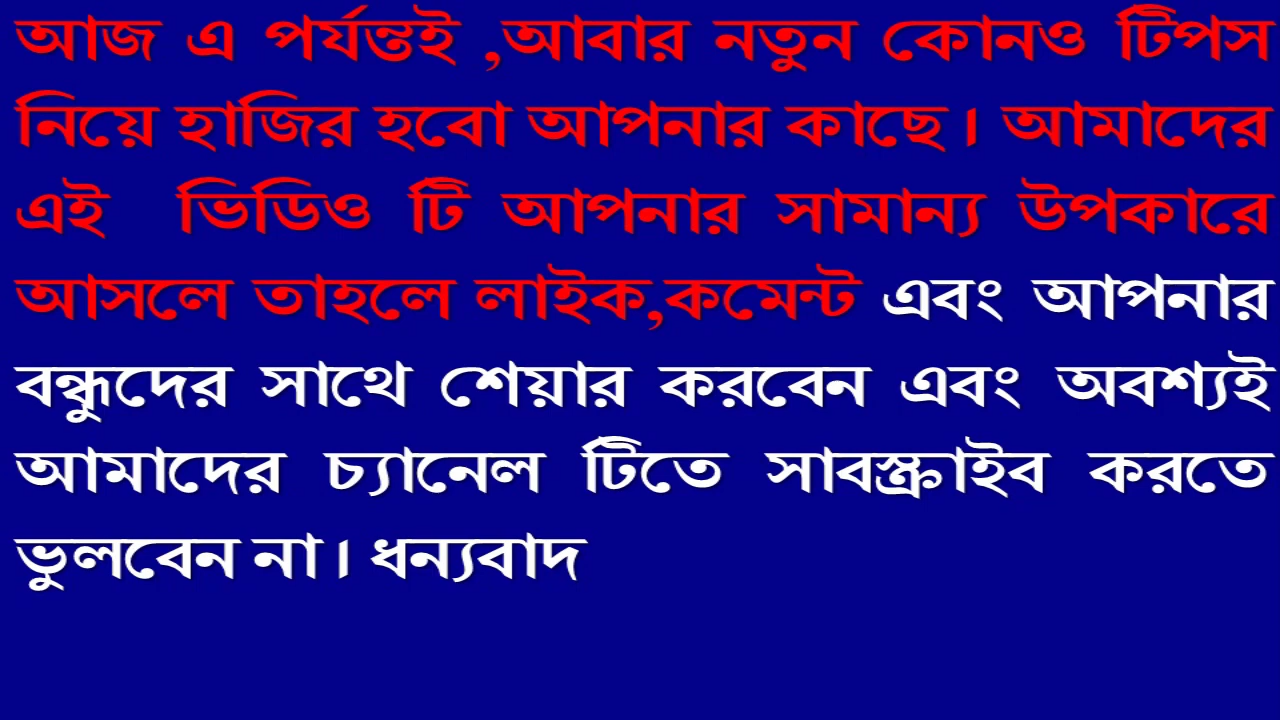 আজ এ পর্যন্তই ,আবার নতুন কোনও টিপস
নিয়ে হাজির হবো আপনার কাছে। আমাদের
এই ভিডিও টি আপনার সামান্য উপকারে
আসলে তাহলে লাইক,কমেন্ট এবং আপনার
বন্ধুদের সাথে শেয়ার করবেন এবং অবশ্যই
আমাদের চ্যানেল টিতে সাবস্ক্রাইব করতে
ভুলবেন না। ধন্যবাদ